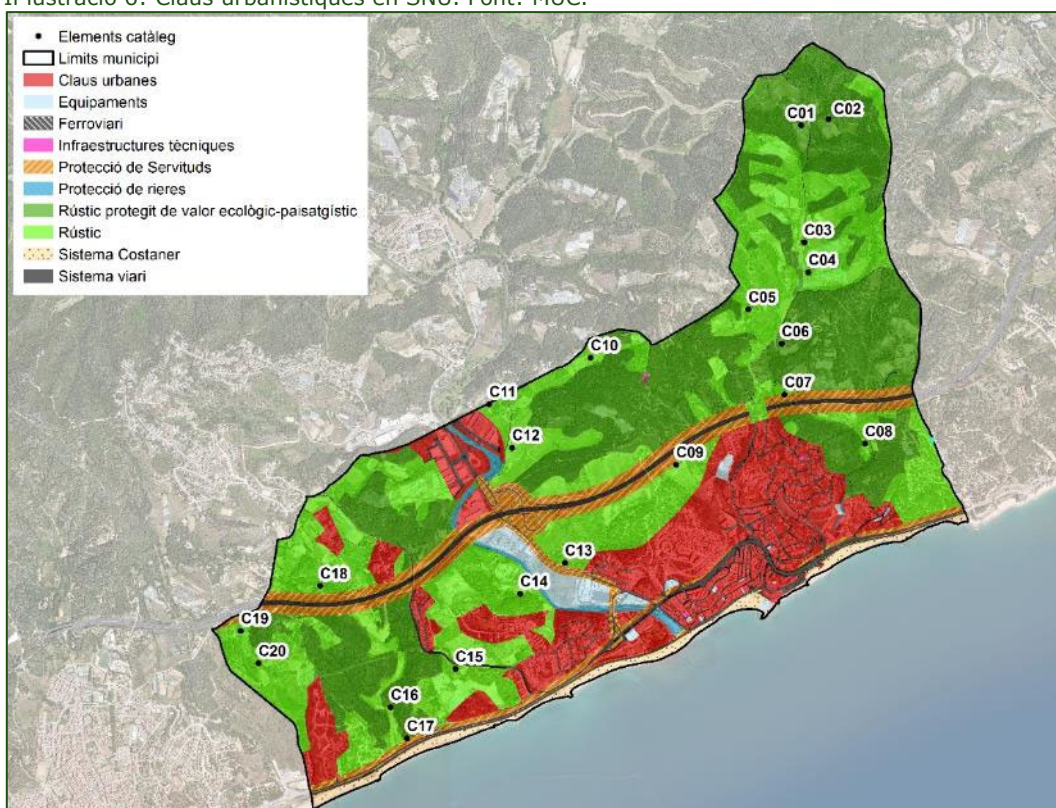 Il·lustració 6: Claus urbanístiques en SNU. Font: MUC.
Elements catàleg
Límits municipi
Claus urbanes
Equipaments
Ferroviari
Infraestructures tècniques
Protecció de Servituds
Protecció de rieres
Rústic protegit de valor ecològic-paisatgístic
Rústic
Sistema Costaner
Sistema viari
C01
C02
C03
C04
C05
C06
C10
C07
C11
C08
C12
C09
C13
C18
C14
C19
C20
C15
C16
C17